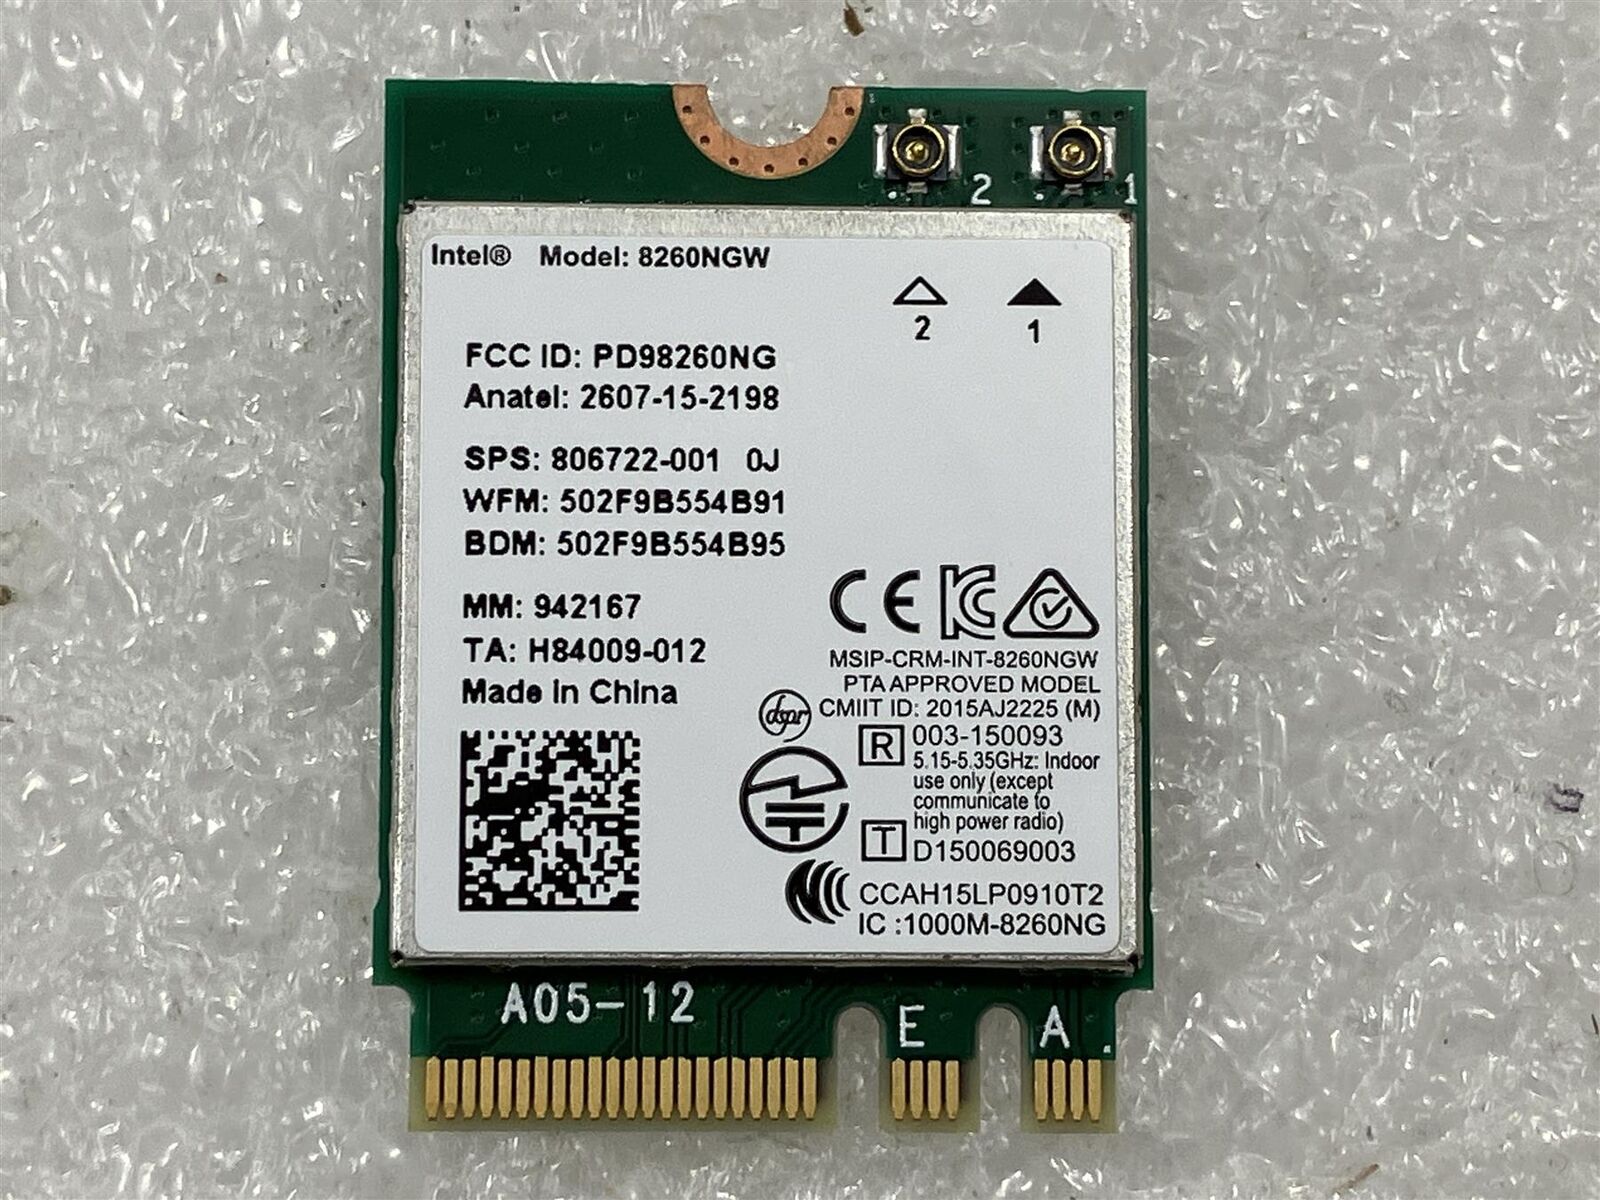 2 1
Intel® Model: 8260NGW
2 1
FCC ID: PD98260NG
Anatel: 2607-15-2198
SPS: 806722-001 0J
WFM: 502F9B554B91
BDM: 502F9B554B95
MM: 942167
TA: H84009-012
Made in China
CE KC
MSIP-CRM-INT-8260NGW
PTA APPROVED MODEL
dspr CMIIT ID: 2015AJ2225 (M)
R 003-150093
5.15-5.35GHz: Indoor
use only (except
communicate to
high power radio)
T D150069003
CCAH15LP0910T2
IC :1000M-8260NG
A05-12 E A